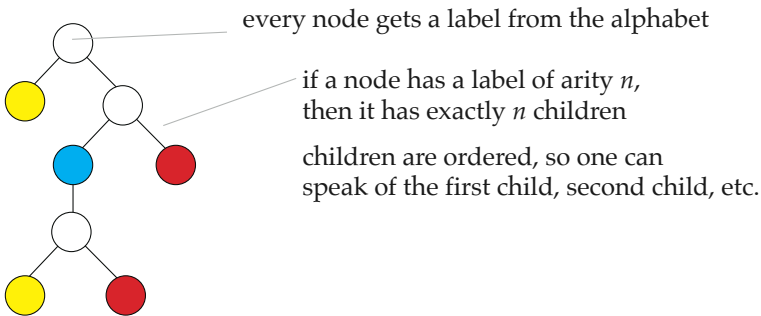 every node gets a label from the alphabet
if a node has a label of arity n,
then it has exactly n children
children are ordered, so one can
speak of the first child, second child, etc.